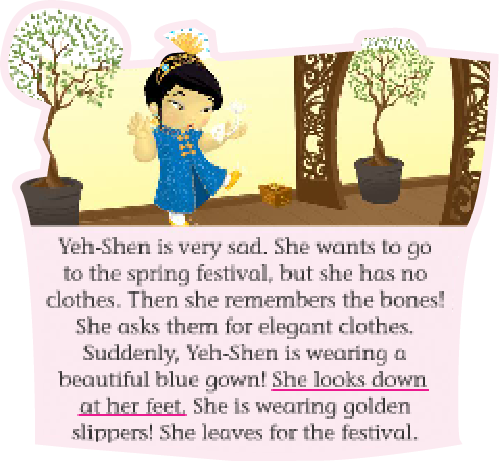 Yeh-Shen is very sad. She wants to go
to the spring festival, but she has no
clothes. Then she remembers the bones!
She asks them for elegant clothes.
Suddenly, Yeh-Shen is wearing a
beautiful blue gown! She looks down
at her feet. She is wearing golden
slippers! She leaves for the festival.